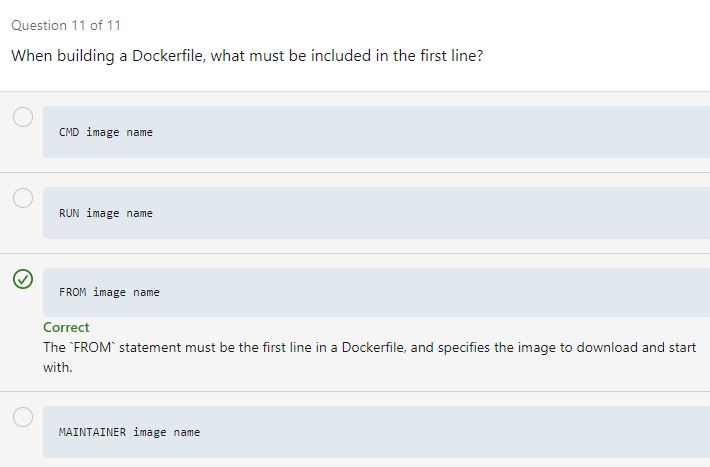 Question 11 of 11
When building a Dockerfile, what must be included in the first line?
CMD image name
RUN image name
FROM image name
Correct
The `FROM` statement must be the first line in a Dockerfile, and specifies the image to download and start
with.
MAINTAINER image name